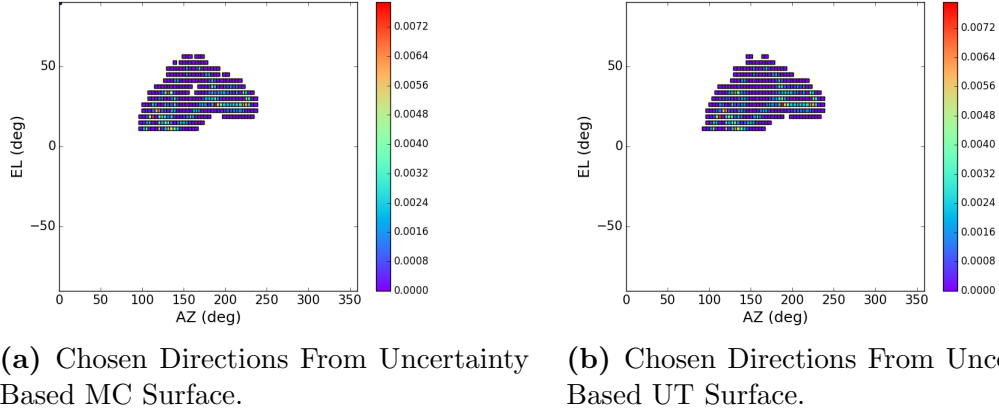 0.0072
0.0064
0.0056
0.0048
0.0040
0.0032
0.0024
0.0016
0.0008
0.0000
50
0
−50
EL (deg)
0 50 100 150 200 250 300 350
AZ (deg)
0.0072
0.0064
0.0056
0.0048
0.0040
0.0032
0.0024
0.0016
0.0008
0.0000
50
0
−50
EL (deg)
0 50 100 150 200 250 300 350
AZ (deg)
(a) Chosen Directions From Uncertainty
Based MC Surface.
(b) Chosen Directions From Unce
Based UT Surface.